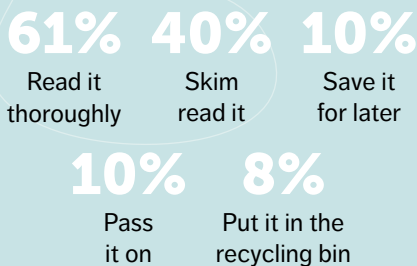 61% 40% 10%
Read it Skim Save it
thoroughly read it for later
10% 8%
Pass Put it in the
it on recycling bin